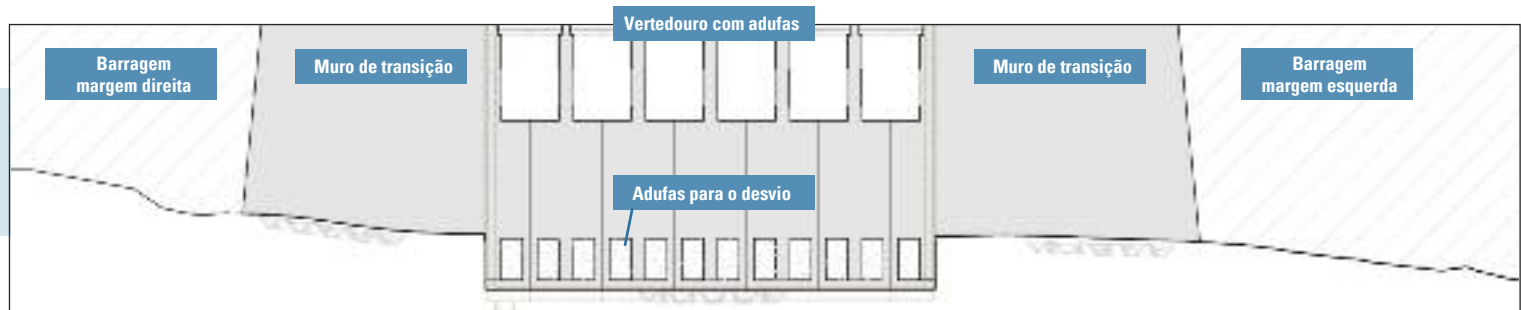 Vertedouro com adufas
Barragem
margem direita
Muro de transição
Muro de transição
Barragem
margem esquerda
Adufas para o desvio